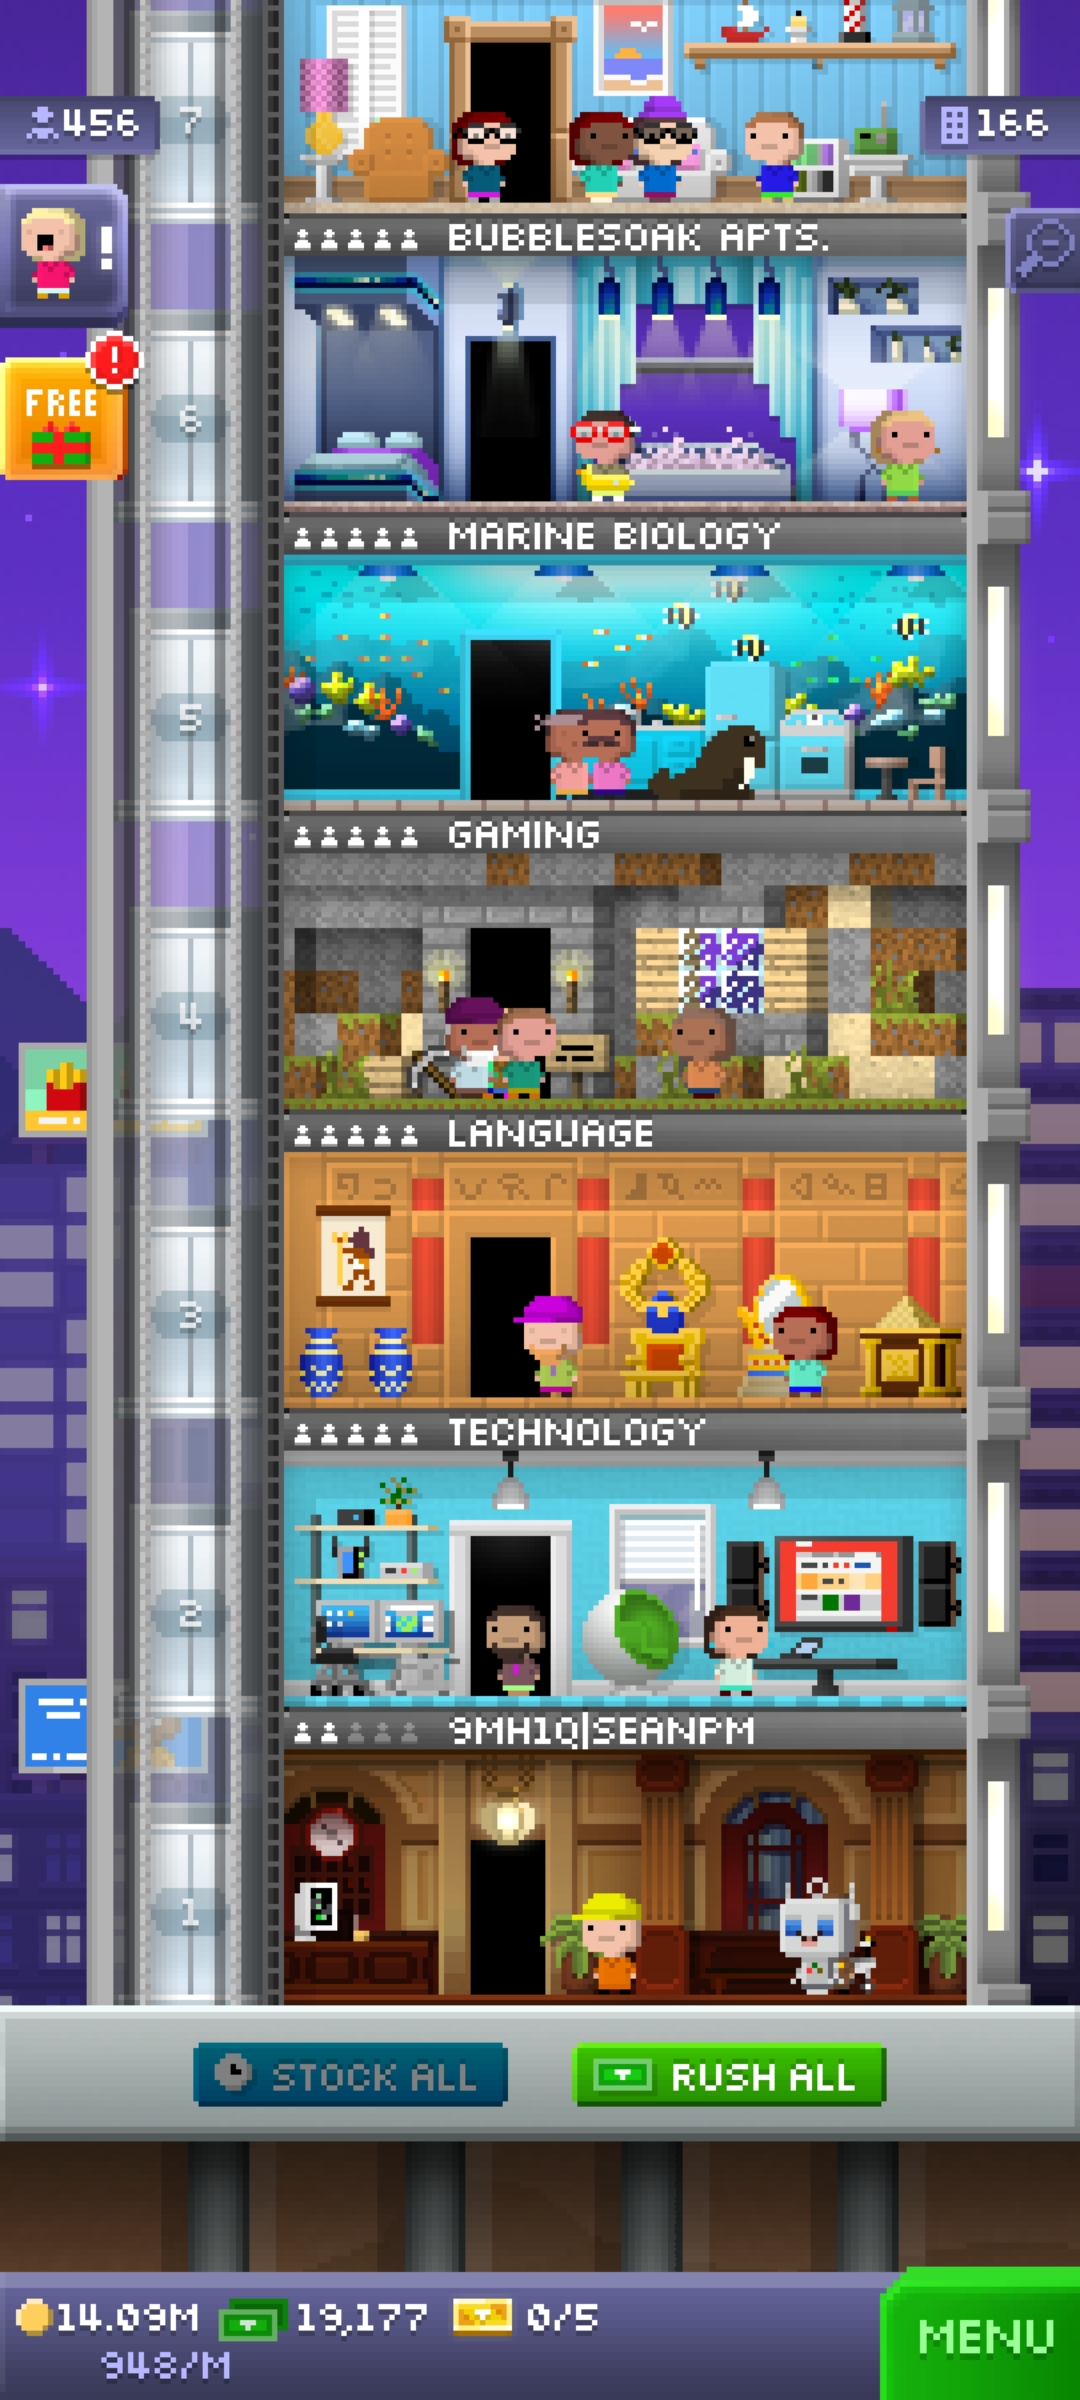 7
456
166
!
BUBBLESOAK APTS.
!
FREE
6
MARINE BIOLOGY
5
GAMING
4
LANGUAGE
3
TECHNOLOGY
2
9MH1Q|SEANPM
1
STOCK ALL
RUSH ALL
14.09M 19,177 0/5
948/M
MENU